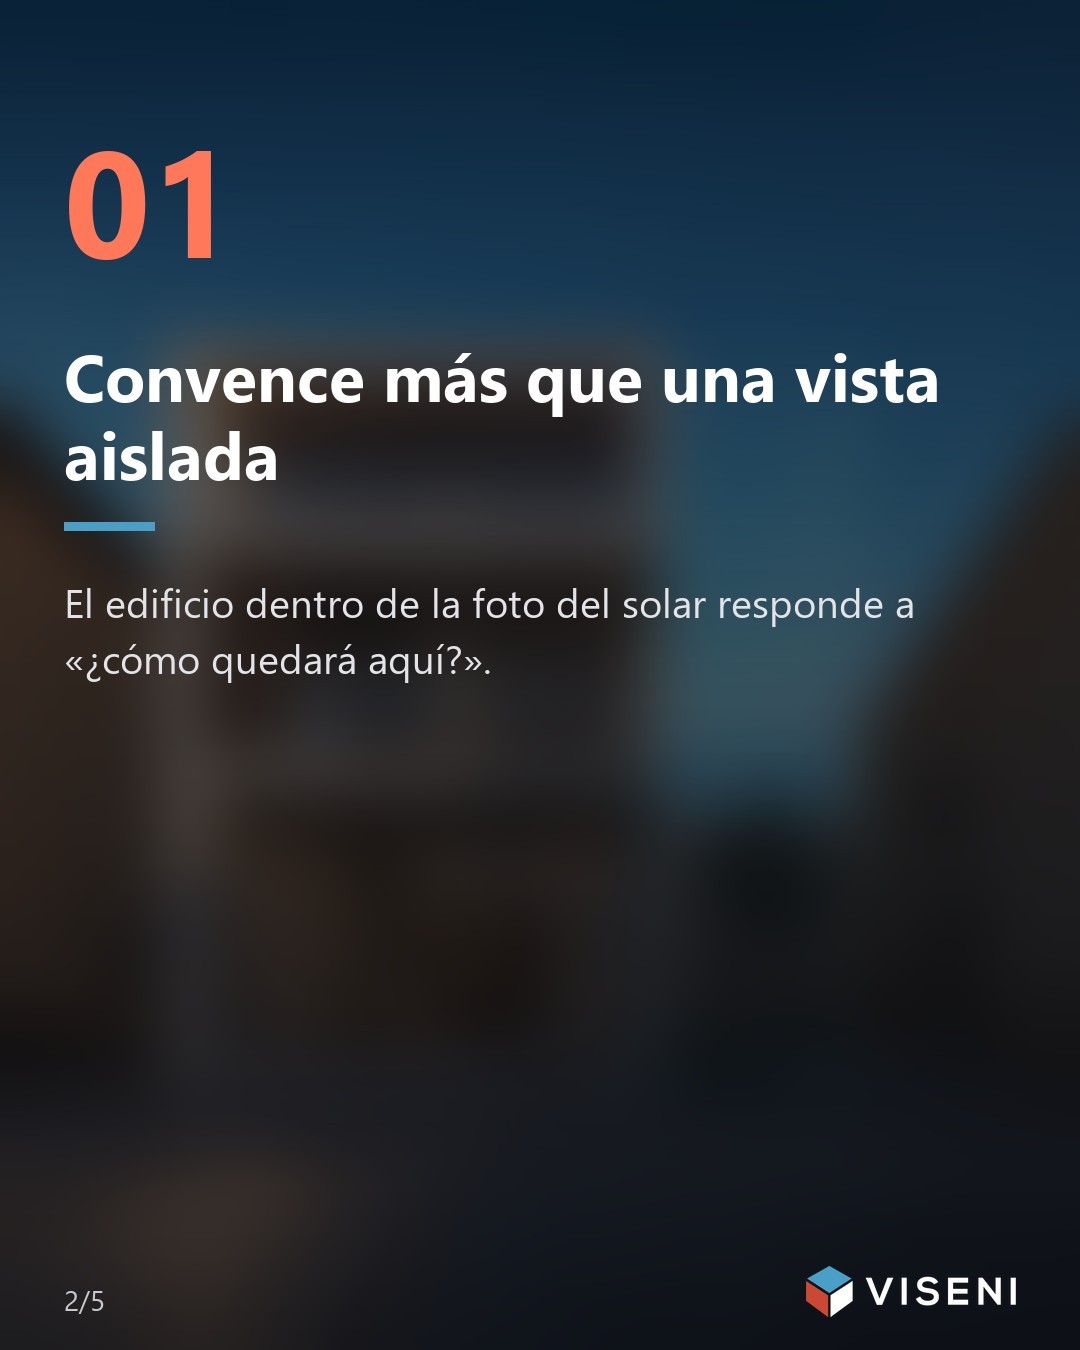 01
Convence más que una vista
aislada
El edificio dentro de la foto del solar responde a
«¿cómo quedará aquí?».
2/5
VISENI